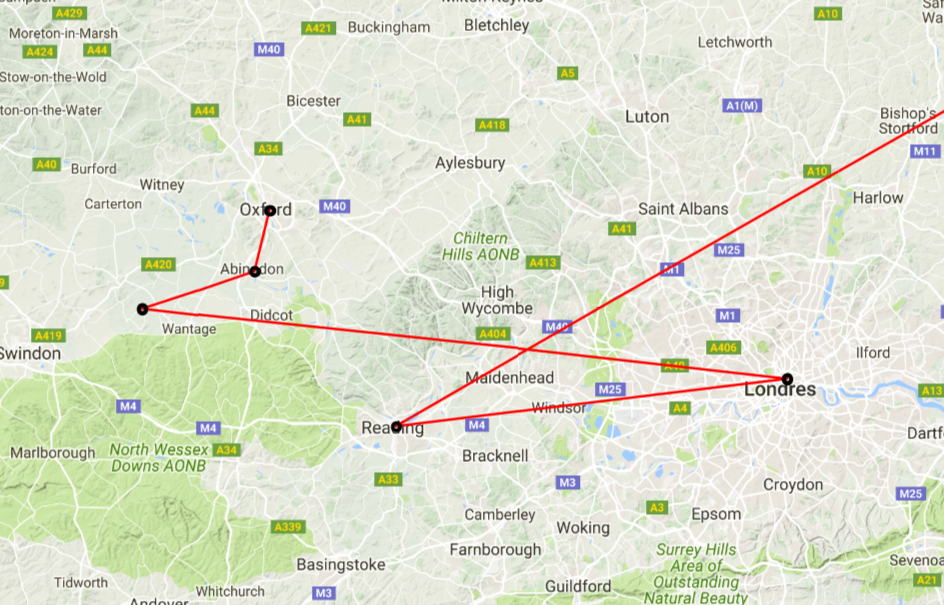 A429
A421
Buckingham
Bletchley
A10
Moreton-in-Marsh
A424
A44
M40
Letchworth
Stow-on-the-Wold
A5
ton-on-the-Water
A44
Bicester
A41
A418
Luton
A1(M)
Bishop's
Stortford
A34
M11
A40
Burford
Aylesbury
A10
Witney
Carterton
Oxford
M40
Saint Albans
Harlow
A41
Chiltern
Hills AONB
M25
A420
Abingdon
A413
M1
High
Wycombe
Didcot
M1
Wantage
M40
A404
A419
Swindon
A406
Ilford
A40
Maidenhead
M25
Londres
A13
M4
Windsor
A4
M4
Reading
M4
Dartf
Marlborough
North Wessex
Downs AONB
A34
Bracknell
A33
M3
Croydon
M25
A3
Camberley
Epsom
A339
Woking
Farnborough
Surrey Hills
Area of
Outstanding
Natural Beauty
Basingstoke
Sevenoa
Tidworth
Whitchurch
M3
Guildford
A21
Andover